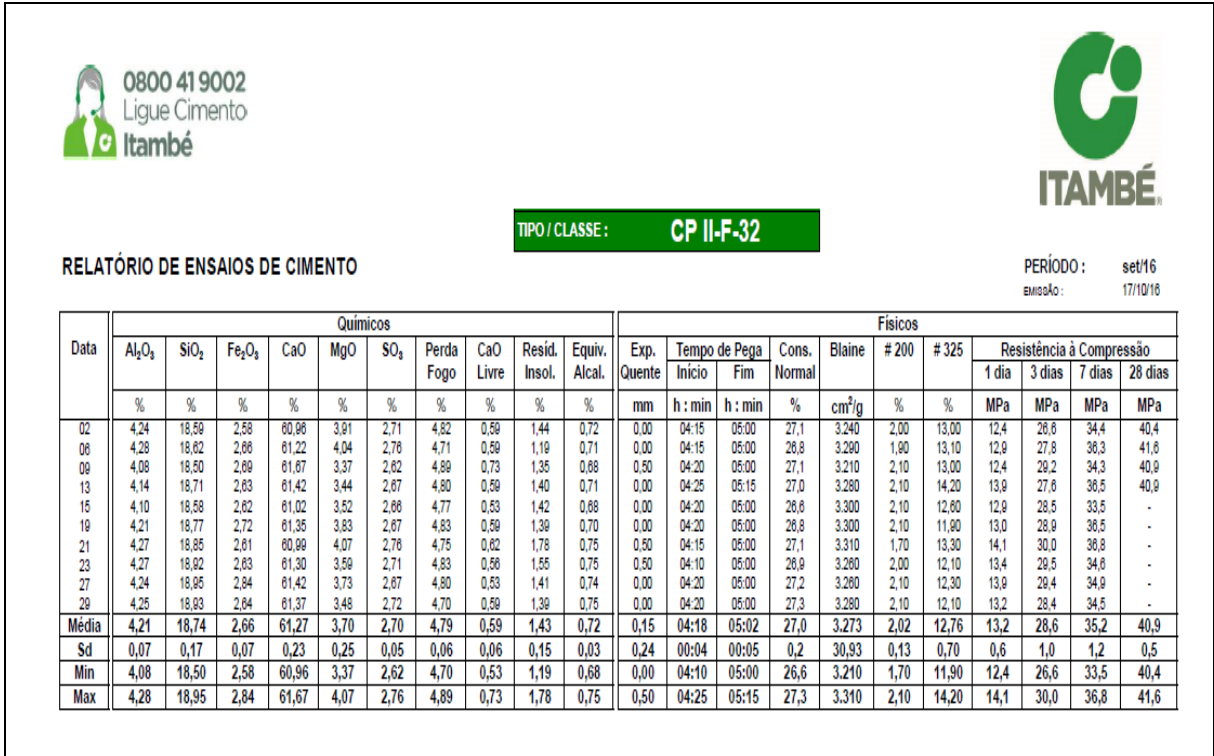 0800 41 9002
Ligue Cimento
Itambé
ITAMBÉ
TIPO / CLASSE : CP II-F-32
RELATÓRIO DE ENSAIOS DE CIMENTO
PERÍODO : set/16
EMISSÃO : 17/10/16
Químicos Físicos
Data Al₂O₃ SiO₂ Fe₂O₃ CaO MgO SO₃ Perda CaO Resíd. Equiv. Exp. Tempo de Pega Cons. Blaine # 200 # 325 Resistência à Compressão
Fogo Livre Insol. Alcal. Quente Início Fim Normal 1 dia 3 dias 7 dias 28 dias
% % % % % % % % % % mm h : min h : min % cm²/g % % MPa MPa MPa MPa
02 4,24 18,59 2,58 60,96 3,91 2,71 4,82 0,59 1,44 0,72 0,00 04:15 05:00 27,1 3.240 2,00 13,00 12,4 26,6 34,4 40,4
06 4,28 18,62 2,66 61,22 4,04 2,76 4,71 0,59 1,19 0,71 0,00 04:15 05:00 26,8 3.290 1,90 13,10 12,9 27,8 36,3 41,6
09 4,08 18,50 2,69 61,67 3,37 2,62 4,89 0,73 1,35 0,68 0,50 04:20 05:00 27,1 3.210 2,10 13,00 12,4 29,2 34,3 40,9
13 4,14 18,71 2,63 61,42 3,44 2,67 4,80 0,59 1,40 0,71 0,00 04:25 05:15 27,0 3.280 2,10 14,20 13,9 27,6 36,5 40,9
15 4,10 18,58 2,62 61,02 3,52 2,66 4,77 0,53 1,42 0,68 0,00 04:20 05:00 26,6 3.300 2,10 12,60 12,9 28,5 33,5 -
19 4,21 18,77 2,72 61,35 3,83 2,67 4,83 0,59 1,39 0,70 0,00 04:20 05:00 26,8 3.300 2,10 11,90 13,0 28,9 36,5 -
21 4,27 18,85 2,61 60,99 4,07 2,76 4,75 0,62 1,78 0,75 0,50 04:15 05:00 27,1 3.310 1,70 13,30 14,1 30,0 36,8 -
23 4,27 18,92 2,63 61,30 3,59 2,71 4,83 0,56 1,55 0,75 0,50 04:10 05:00 26,9 3.260 2,00 12,10 13,4 29,5 34,6 -
27 4,24 18,95 2,84 61,42 3,73 2,67 4,80 0,53 1,41 0,74 0,00 04:20 05:00 27,2 3.260 2,10 12,30 13,9 29,4 34,9 -
29 4,25 18,93 2,64 61,37 3,48 2,72 4,70 0,59 1,39 0,75 0,00 04:20 05:00 27,3 3.280 2,10 12,10 13,2 28,4 34,5 -
Média 4,21 18,74 2,66 61,27 3,70 2,70 4,79 0,59 1,43 0,72 0,15 04:18 05:02 27,0 3.273 2,02 12,76 13,2 28,6 35,2 40,9
Sd 0,07 0,17 0,07 0,23 0,25 0,05 0,06 0,06 0,15 0,03 0,24 00:04 00:05 0,2 30,93 0,13 0,70 0,6 1,0 1,2 0,5
Min 4,08 18,50 2,58 60,96 3,37 2,62 4,70 0,53 1,19 0,68 0,00 04:10 05:00 26,6 3.210 1,70 11,90 12,4 26,6 33,5 40,4
Max 4,28 18,95 2,84 61,67 4,07 2,76 4,89 0,73 1,78 0,75 0,50 04:25 05:15 27,3 3.310 2,10 14,20 14,1 30,0 36,8 41,6